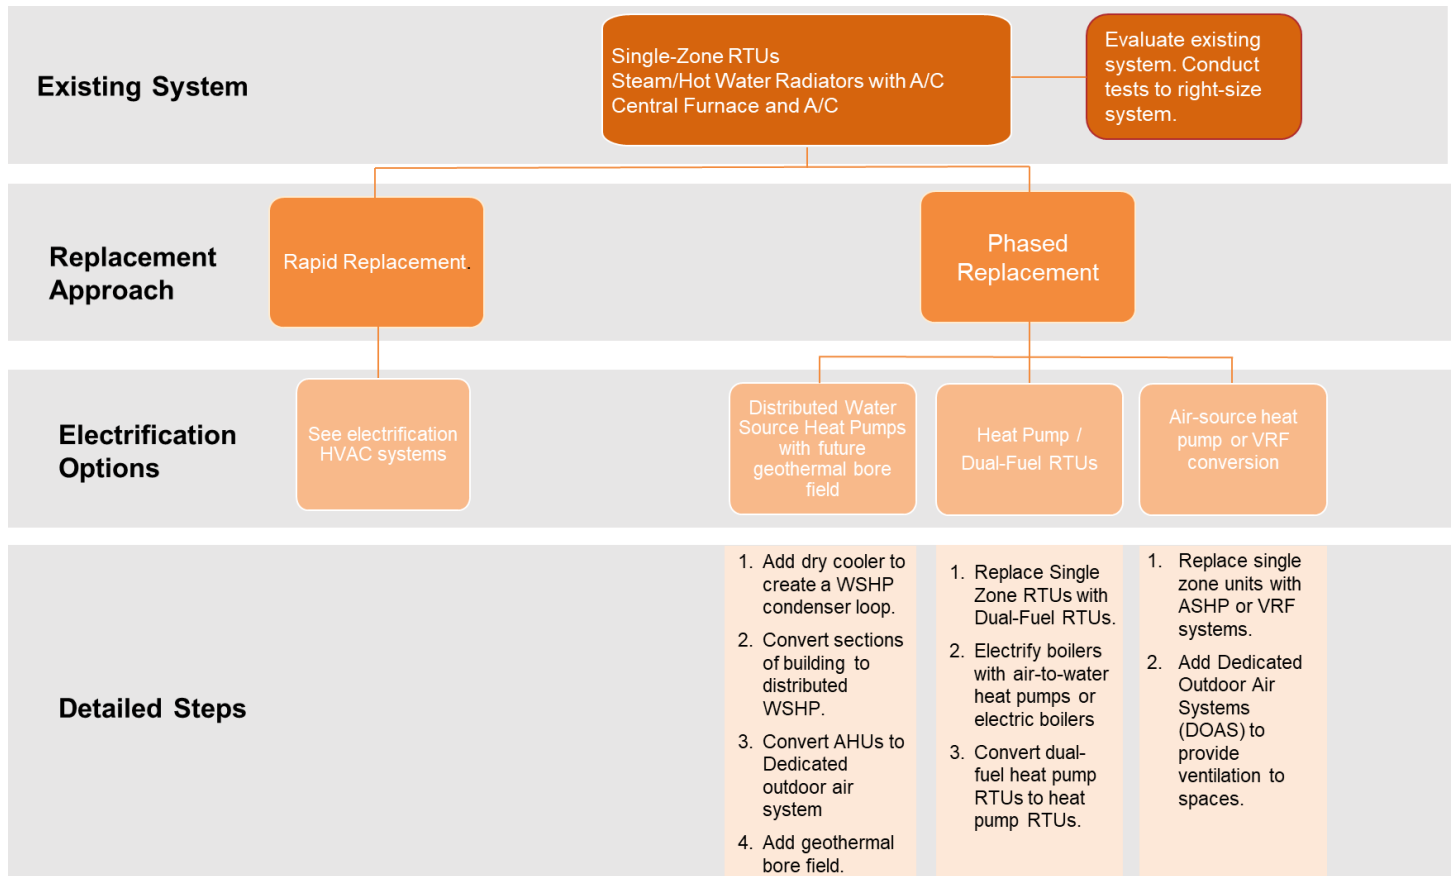 Existing System
Single-Zone RTUs
Steam/Hot Water Radiators with A/C
Central Furnace and A/C
Evaluate existing
system. Conduct
tests to right-size
system.
Replacement
Approach
Rapid Replacement.
Phased
Replacement
Electrification
Options
See electrification
HVAC systems
Distributed Water
Source Heat Pumps
with future
geothermal bore
field
Heat Pump /
Dual-Fuel RTUs
Air-source heat
pump or VRF
conversion
Detailed Steps
1. Add dry cooler to
create a WSHP
condenser loop.
2. Convert sections
of building to
distributed
WSHP.
3. Convert AHUs to
Dedicated
outdoor air
system
4. Add geothermal
bore field.
1. Replace Single
Zone RTUs with
Dual-Fuel RTUs.
2. Electrify boilers
with air-to-water
heat pumps or
electric boilers
3. Convert dual-
fuel heat pump
RTUs to heat
pump RTUs.
1. Replace single
zone units with
ASHP or VRF
systems.
2. Add Dedicated
Outdoor Air
Systems
(DOAS) to
provide
ventilation to
spaces.